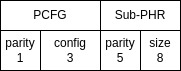 PCFG Sub-PHR
parity config parity size
1 3 5 8